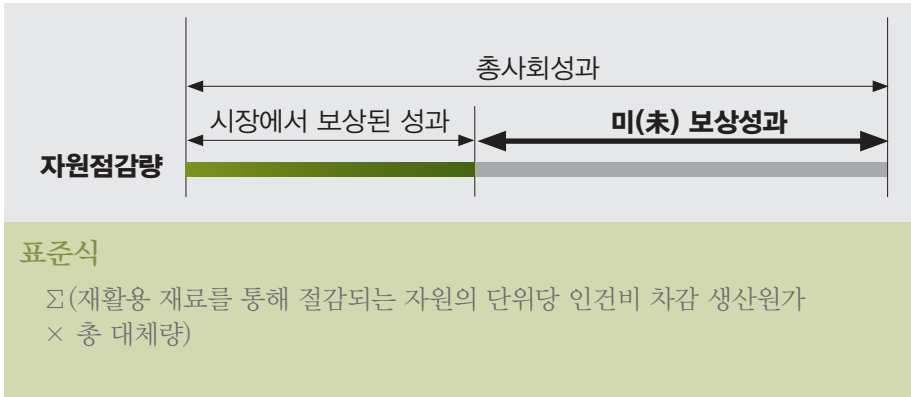 총사회성과
시장에서 보상된 성과
미(未) 보상성과
자원점감량
표준식
Σ(재활용 재료를 통해 절감되는 자원의 단위당 인건비 차감 생산원가
× 총 대체량)